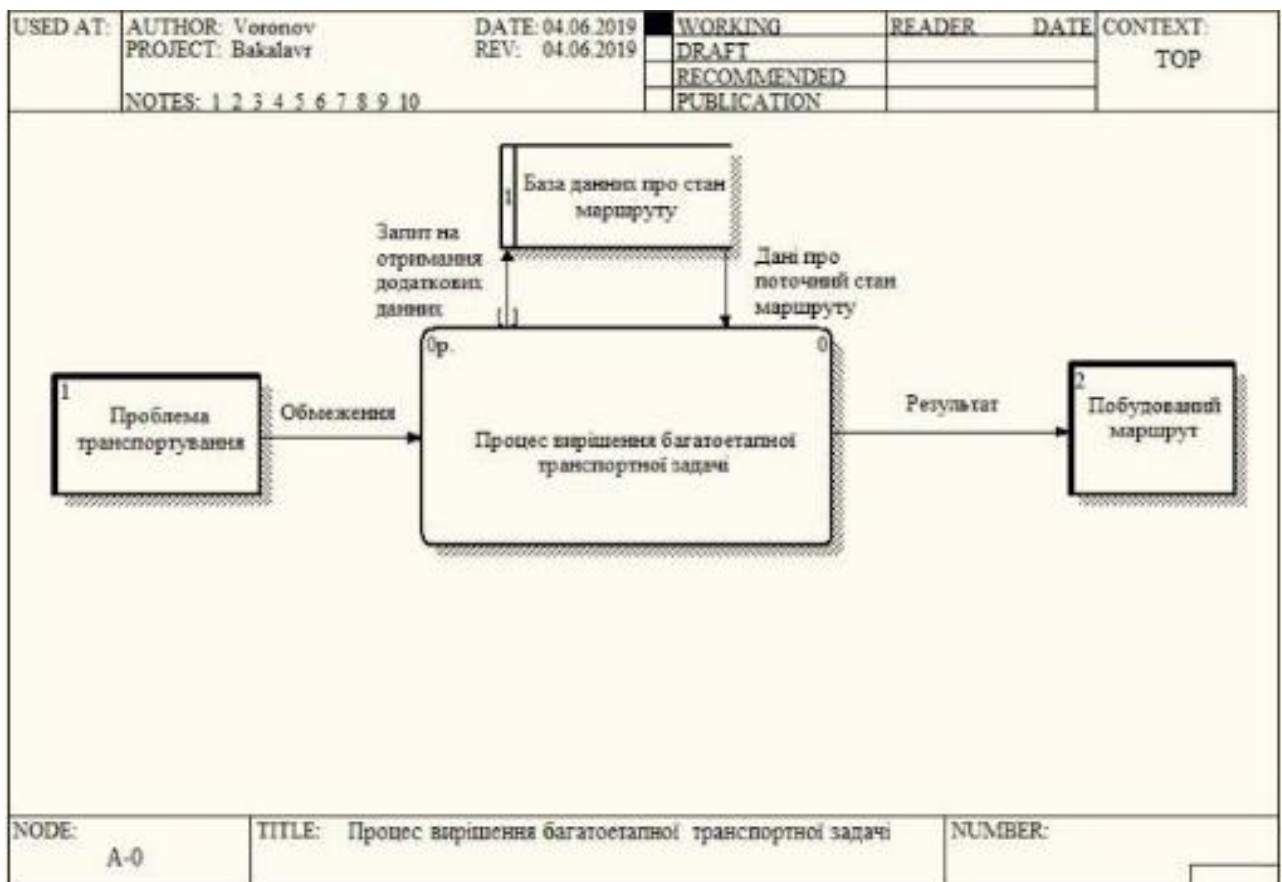 USED AT:
AUTHOR: Voronov
DATE: 04.06.2019
PROJECT: Bakalavr
REV: 04.06.2019
NOTES: 1 2 3 4 5 6 7 8 9 10
WORKING
DRAFT
RECOMMENDED
PUBLICATION
READER
DATE
CONTEXT:
TOP
1
База данних про стан
маршруту
Запит на
отримання
додаткових
данних
Дані про
поточний стан
маршруту
0р.
0
Процес вирішення багатоетапної
транспортної задачі
1
Проблема
транспортування
Обмеження
Результат
2
Побудований
маршрут
NODE:
A-0
TITLE: Процес вирішення багатоетапної транспортної задачі
NUMBER: